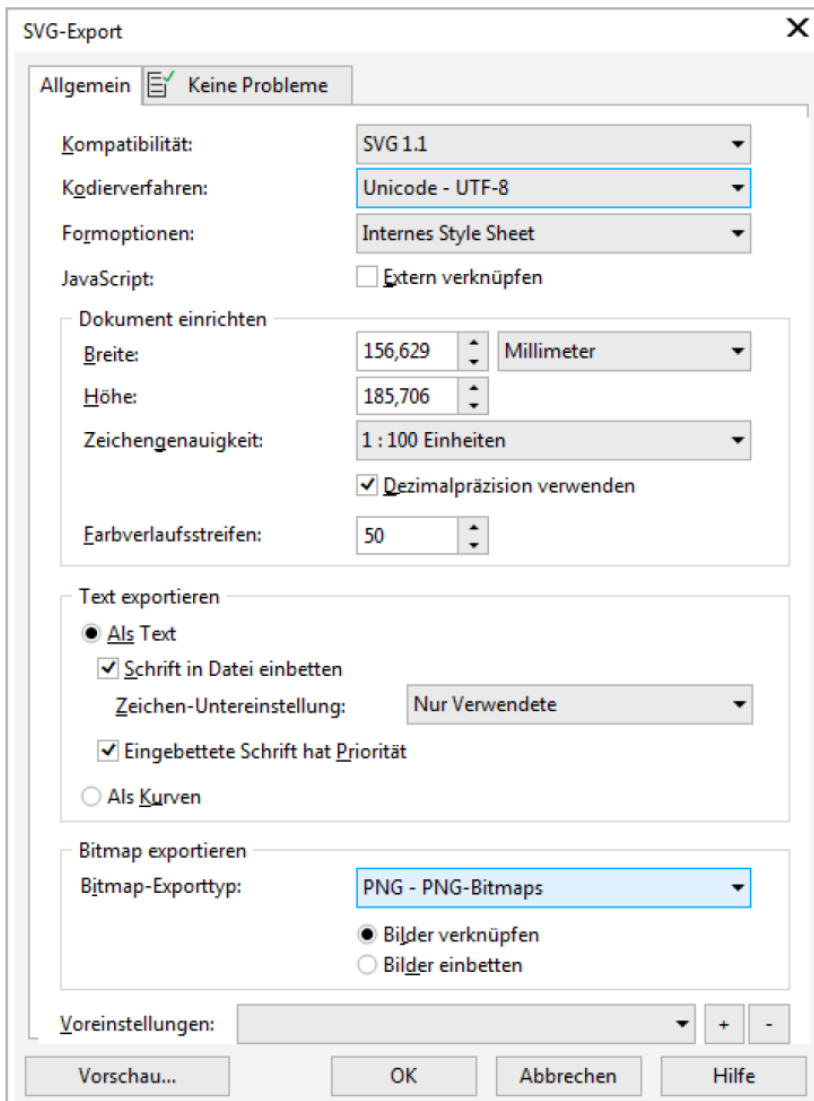 SVG-Export
Allgemein Keine Probleme
Kompatibilität: SVG 1.1
Kodierverfahren: Unicode - UTF-8
Formoptionen: Internes Style Sheet
JavaScript: Extern verknüpfen
Dokument einrichten
Breite: 156,629 Millimeter
Höhe: 185,706
Zeichengenauigkeit: 1 : 100 Einheiten
Dezimalpräzision verwenden
Farbverlaufsstreifen: 50
Text exportieren
Als Text
Schrift in Datei einbetten
Zeichen-Untereinstellung: Nur Verwendete
Eingebettete Schrift hat Priorität
Als Kurven
Bitmap exportieren
Bitmap-Exporttyp: PNG - PNG-Bitmaps
Bilder verknüpfen
Bilder einbetten
Voreinstellungen: + -
Vorschau... OK Abbrechen Hilfe